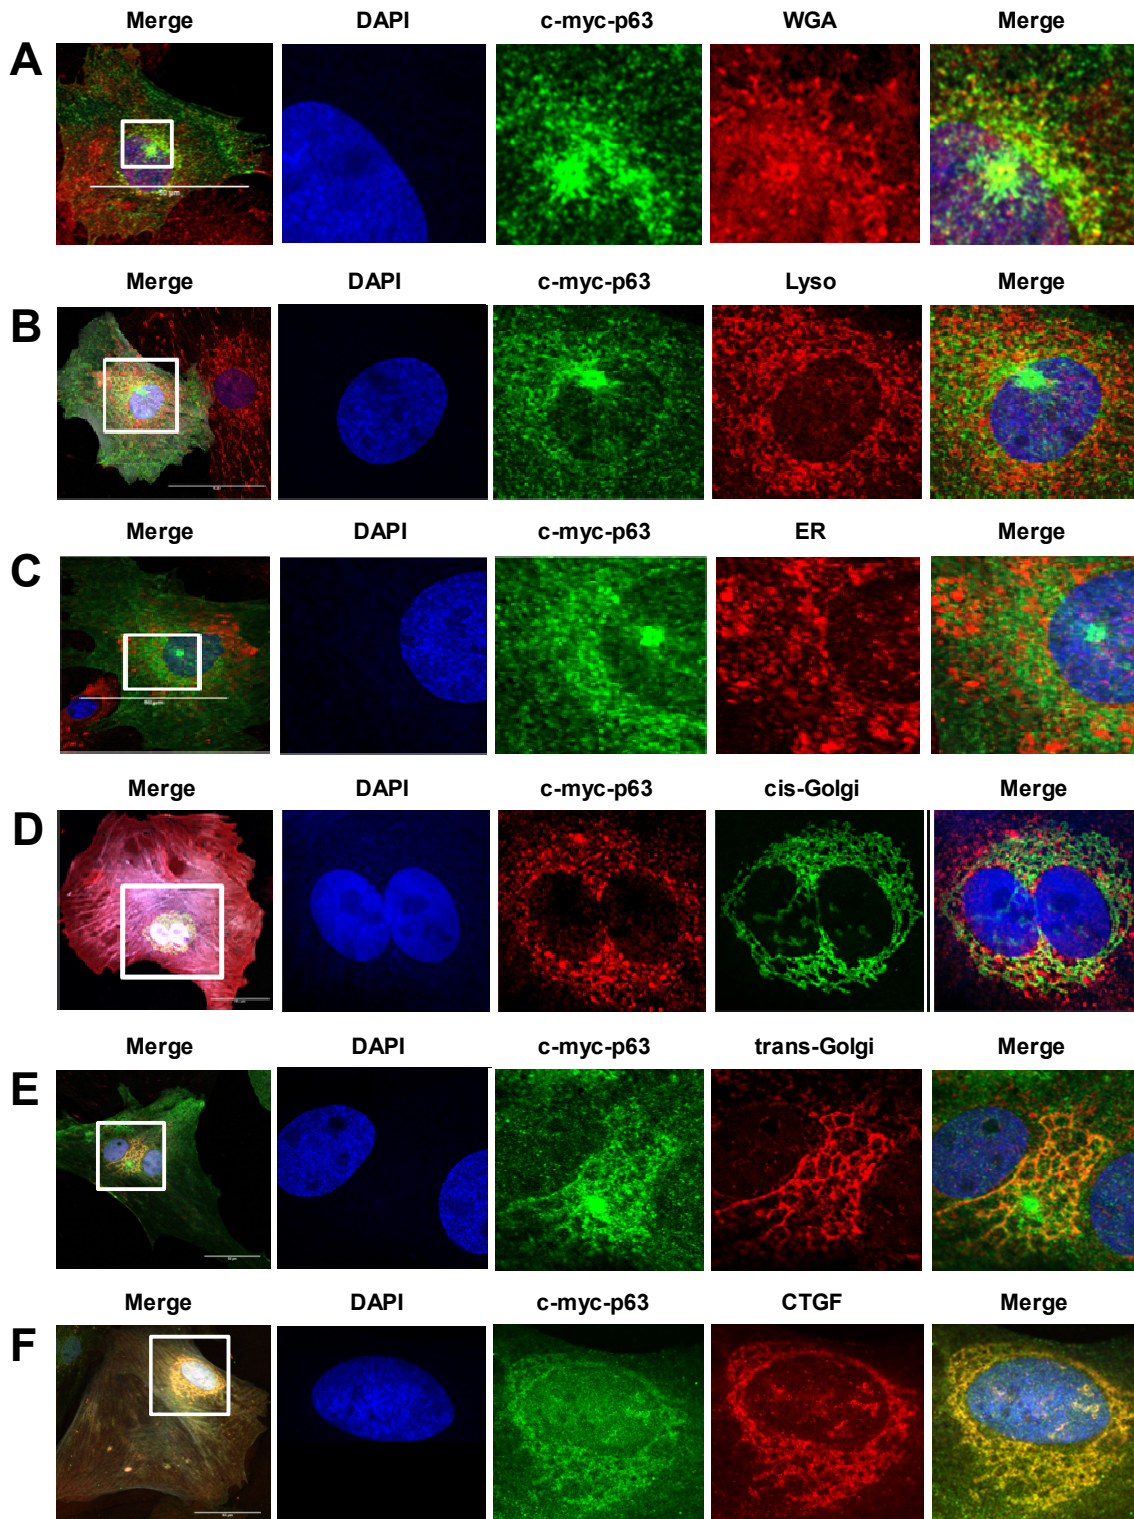 Merge DAPI c-myc-p63 WGA Merge
A
50 µm
Merge DAPI c-myc-p63 Lyso Merge
B
Merge DAPI c-myc-p63 ER Merge
C
Merge DAPI c-myc-p63 cis-Golgi Merge
D
Merge DAPI c-myc-p63 trans-Golgi Merge
E
Merge DAPI c-myc-p63 CTGF Merge
F